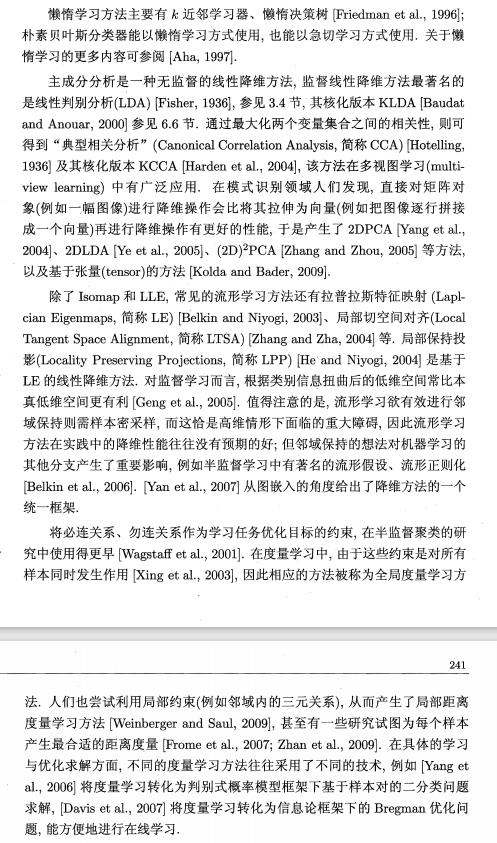 懒惰学习方法主要有 k 近邻学习器、懒惰决策树 [Friedman et al., 1996];
朴素贝叶斯分类器能以懒惰学习方式使用, 也能以急切学习方式使用. 关于懒
惰学习的更多内容可参阅 [Aha, 1997].
主成分分析是一种无监督的线性降维方法, 监督线性降维方法最著名的
是线性判别分析(LDA) [Fisher, 1936], 参见 3.4 节, 其核化版本 KLDA [Baudat
and Anouar, 2000] 参见 6.6 节. 通过最大化两个变量集合之间的相关性, 则可
得到“典型相关分析” (Canonical Correlation Analysis, 简称 CCA) [Hotelling,
1936] 及其核化版本 KCCA [Harden et al., 2004], 该方法在多视图学习(multi-
view learning) 中有广泛应用. 在模式识别领域人们发现, 直接对矩阵对
象(例如一幅图像)进行降维操作会比将其拉伸为向量(例如把图像逐行拼接
成一个向量)再进行降维操作有更好的性能, 于是产生了 2DPCA [Yang et al.,
2004]、2DLDA [Ye et al., 2005]、(2D)²PCA [Zhang and Zhou, 2005] 等方法,
以及基于张量(tensor)的方法 [Kolda and Bader, 2009].
除了 Isomap 和 LLE, 常见的流形学习方法还有拉普拉斯特征映射 (Lapl-
cian Eigenmaps, 简称 LE) [Belkin and Niyogi, 2003]、局部切空间对齐(Local
Tangent Space Alignment, 简称 LTSA) [Zhang and Zha, 2004] 等. 局部保持投
影(Locality Preserving Projections, 简称 LPP) [He and Niyogi, 2004] 是基于
LE 的线性降维方法. 对监督学习而言, 根据类别信息扭曲后的低维空间常比本
真低维空间更有利 [Geng et al., 2005]. 值得注意的是, 流形学习欲有效进行邻
域保持则需样本密采样, 而这恰是高维情形下面临的重大障碍, 因此流形学习
方法在实践中的降维性能往往没有预期的好; 但邻域保持的想法对机器学习的
其他分支产生了重要影响, 例如半监督学习中有著名的流形假设、流形正则化
[Belkin et al., 2006]. [Yan et al., 2007] 从图嵌入的角度给出了降维方法的一个
统一框架.
将必连关系、勿连关系作为学习任务优化目标的约束, 在半监督聚类的研
究中使用得更早 [Wagstaff et al., 2001]. 在度量学习中, 由于这些约束是对所有
样本同时发生作用 [Xing et al., 2003], 因此相应的方法被称为全局度量学习方
241
法. 人们也尝试利用局部约束(例如邻域内的三元关系), 从而产生了局部距离
度量学习方法 [Weinberger and Saul, 2009], 甚至有一些研究试图为每个样本
产生最合适的距离度量 [Frome et al., 2007; Zhan et al., 2009]. 在具体的学习
与优化求解方面, 不同的度量学习方法往往采用了不同的技术, 例如 [Yang et
al., 2006] 将度量学习转化为判别式概率模型框架下基于样本对的二分类问题
求解, [Davis et al., 2007] 将度量学习转化为信息论框架下的 Bregman 优化问
题, 能方便地进行在线学习.